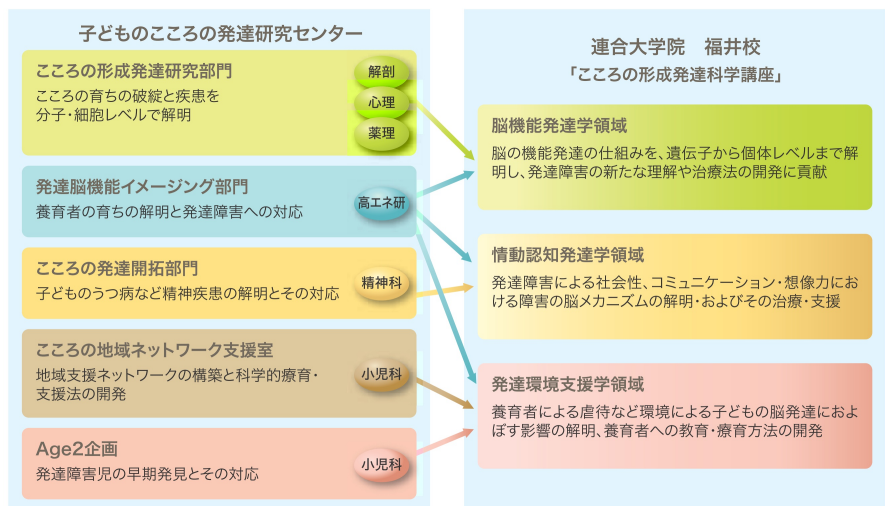 子どものこころの発達研究センター
こころの形成発達研究部門
こころの育ちの破綻と疾患を
分子・細胞レベルで解明
解剖
心理
薬理
発達脳機能イメージング部門
養育者の育ちの解明と発達障害への対応
高エネ研
こころの発達開拓部門
子どものうつ病など精神疾患の解明とその対応
精神科
こころの地域ネットワーク支援室
地域支援ネットワークの構築と科学的療育・
支援法の開発
小児科
Age2企画
発達障害児の早期発見とその対応
小児科
連合大学院　福井校
「こころの形成発達科学講座」
脳機能発達学領域
脳の機能発達の仕組みを、遺伝子から個体レベルまで解
明し、発達障害の新たな理解や治療法の開発に貢献
情動認知発達学領域
発達障害による社会性、コミュニケーション・想像力にお
ける障害の脳メカニズムの解明・およびその治療・支援
発達環境支援学領域
養育者による虐待など環境による子どもの脳発達におよ
ぼす影響の解明、養育者への教育・療育方法の開発